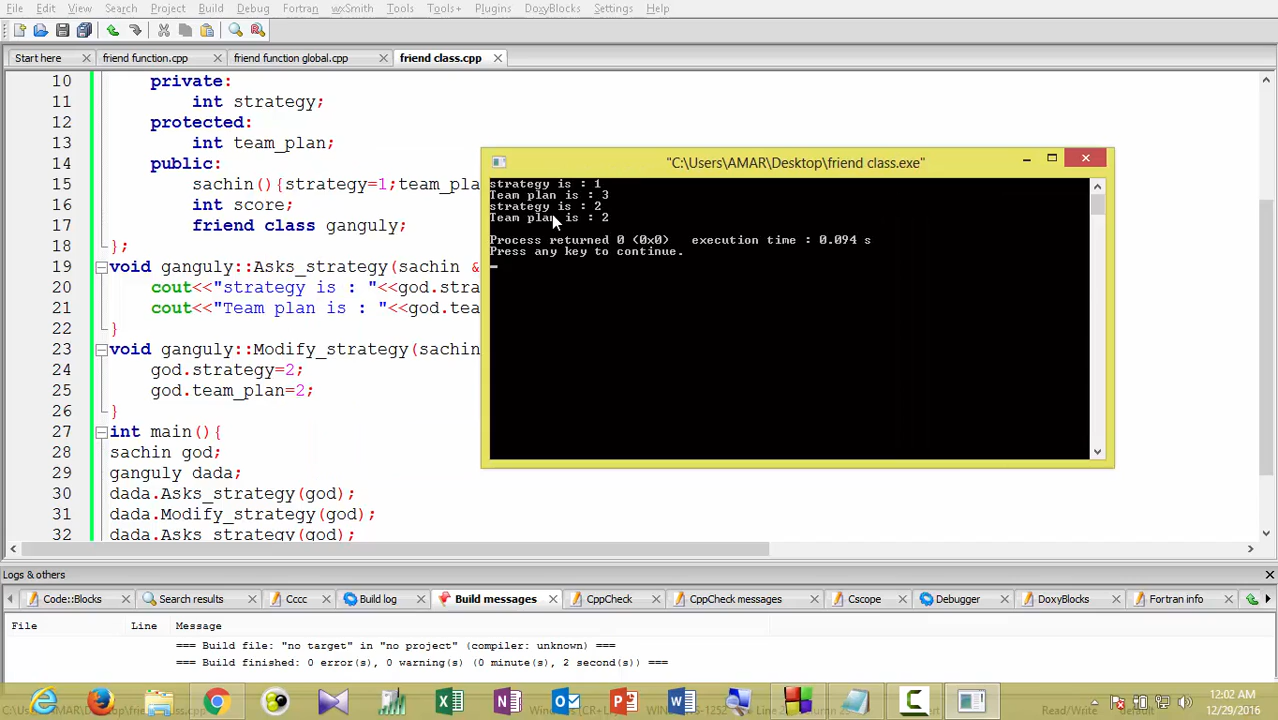 File Edit View Search Project Build Debug Fortran wxSmith Tools Tools+ Plugins DoxyBlocks Settings Help
Start here friend function.cpp friend function global.cpp friend class.cpp
10 private:
11 int strategy;
12 protected:
13 int team_plan;
14 public:
15 sachin(){strategy=1;team_pla
16 int score;
17 friend class ganguly;
18 };
19 void ganguly::Asks_strategy(sachin &
20 cout<<"strategy is : "<<god.stra
21 cout<<"Team plan is : "<<god.tea
22 }
23 void ganguly::Modify_strategy(sachin
24 god.strategy=2;
25 god.team_plan=2;
26 }
27 int main(){
28 sachin god;
29 ganguly dada;
30 dada.Asks_strategy(god);
31 dada.Modify_strategy(god);
32 dada.Asks_strategy(god);
"C:\Users\AMAR\Desktop\friend class.exe"
strategy is : 1
Team plan is : 3
strategy is : 2
Team plan is : 2
Process returned 0 (0x0) execution time : 0.094 s
Press any key to continue.
Logs & others
Code::Blocks Search results Cccc Build log Build messages CppCheck CppCheck messages Cscope Debugger DoxyBlocks Fortran info
File Line Message
=== Build file: "no target" in "no project" (compiler: unknown) ===
=== Build finished: 0 error(s), 0 warning(s) (0 minute(s), 2 second(s)) ===
12:02 AM
12/29/2016
C:\Users\AMAR\Desktop\friend class.cpp Read/Write default